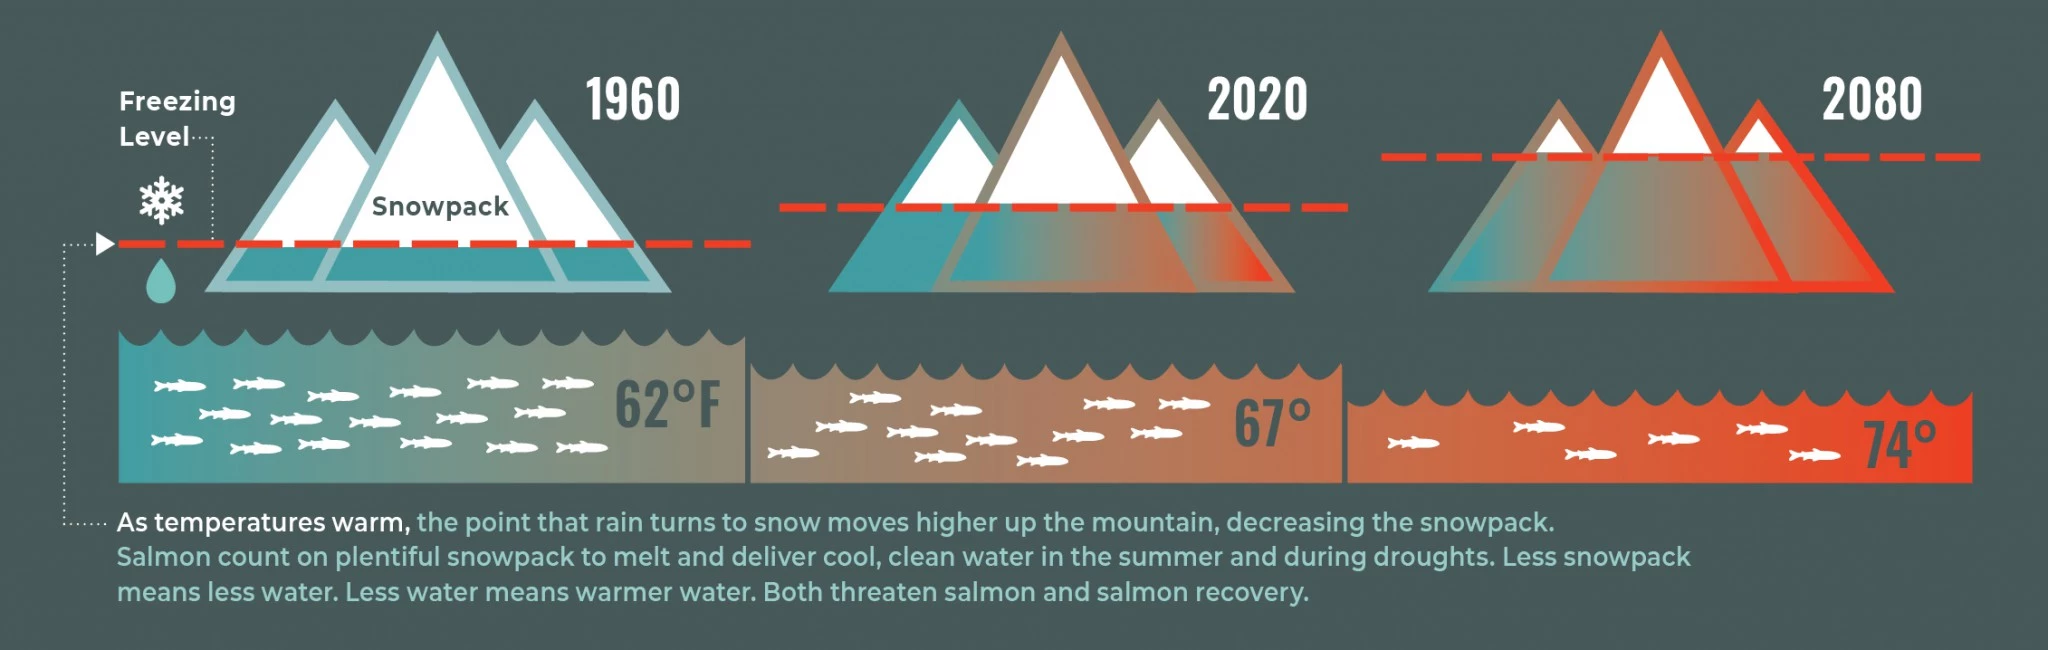 Freezing
Level
1960
2020
2080
Snowpack
62°F
67°
74°
As temperatures warm, the point that rain turns to snow moves higher up the mountain, decreasing the snowpack.
Salmon count on plentiful snowpack to melt and deliver cool, clean water in the summer and during droughts. Less snowpack
means less water. Less water means warmer water. Both threaten salmon and salmon recovery.